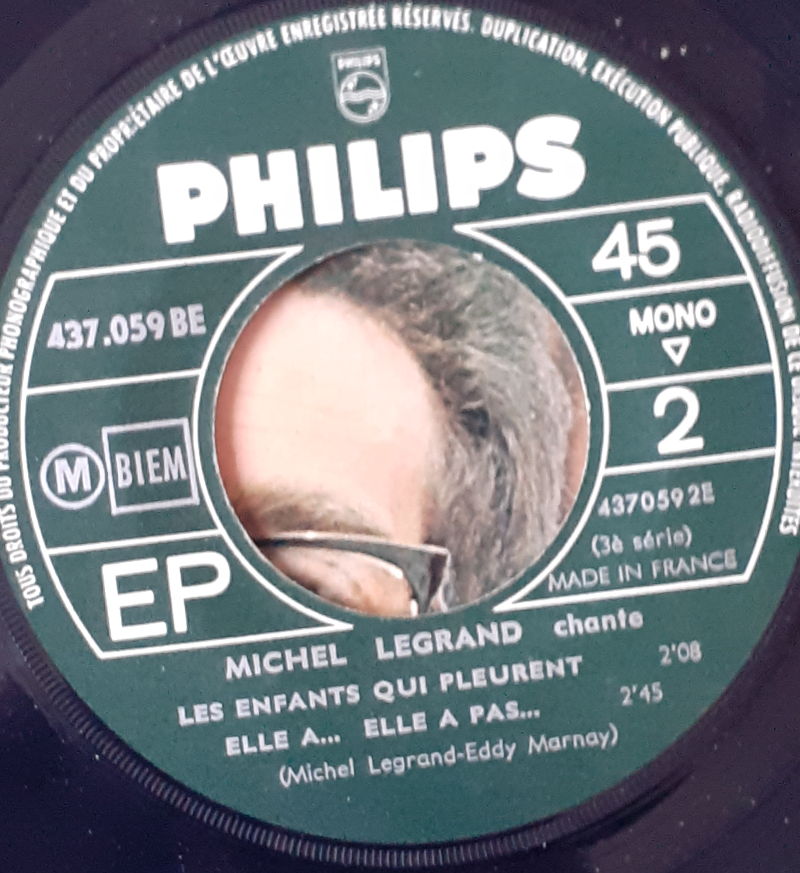 TOUS DROITS DU PRODUCTEUR PHONOGRAPHIQUE ET DU PROPRIÉTAIRE DE L'ŒUVRE ENREGISTRÉE RÉSERVÉS. DUPLICATION, EXÉCUTION PUBLIQUE, RADIODIFFUSION DE CE DISQUE INTERDITES
PHILIPS
PHILIPS
45
437.059 BE
MONO
2
M BIEM
437059 2E
(3è série)
EP
MADE IN FRANCE
MICHEL LEGRAND chante
LES ENFANTS QUI PLEURENT 2'08
ELLE A... ELLE A PAS... 2'45
(Michel Legrand-Eddy Marnay)